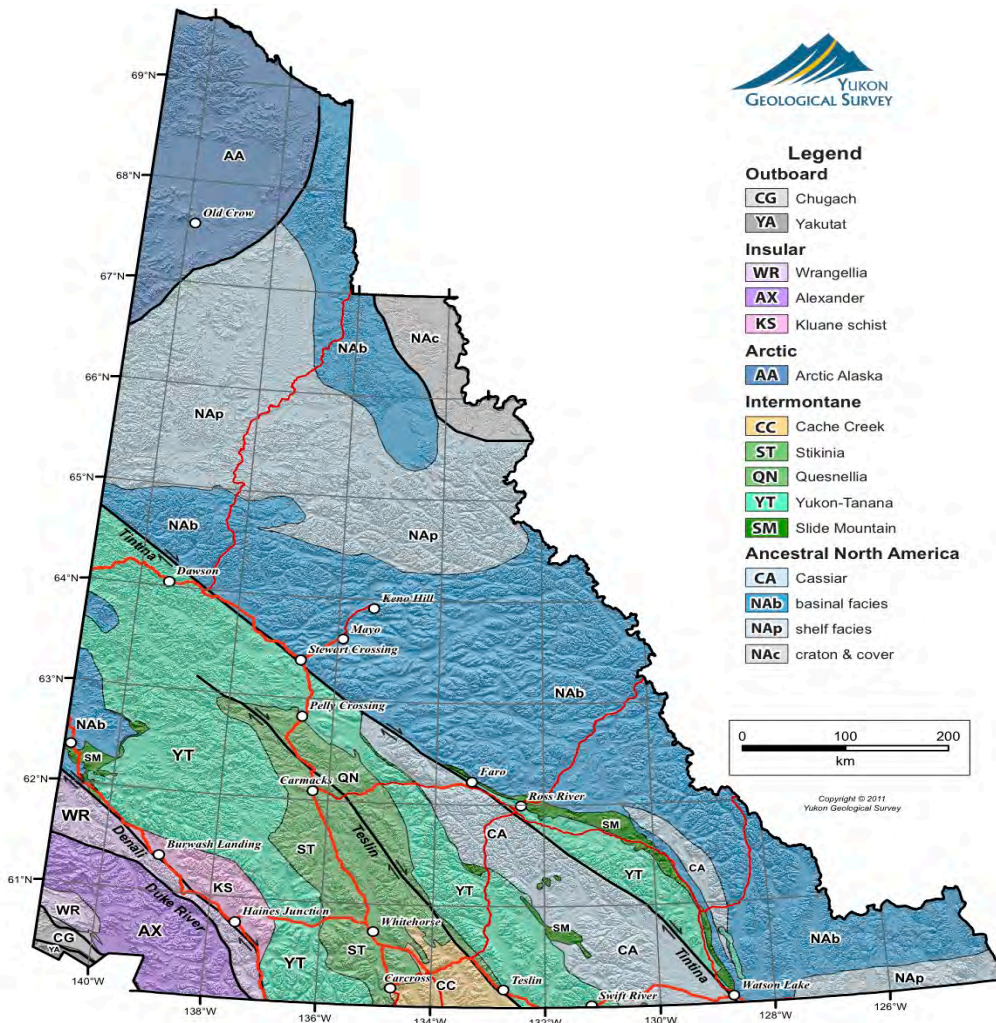 YUKON
GEOLOGICAL SURVEY
Legend
Outboard
CG Chugach
YA Yakutat
Insular
WR Wrangellia
AX Alexander
KS Kluane schist
Arctic
AA Arctic Alaska
Intermontane
CC Cache Creek
ST Stikinia
QN Quesnellia
YT Yukon-Tanana
SM Slide Mountain
Ancestral North America
CA Cassiar
NAb basinal facies
NAp shelf facies
NAc craton & cover
0 100 200
km
Copyright © 2011
Yukon Geological Survey
69°N
AA
68°N
Old Crow
67°N
NAb
NAc
66°N
NAp
65°N
NAb
NAp
Tintina
64°N
Dawson
Keno Hill
Mayo
Stewart Crossing
63°N
NAb
Pelly Crossing
NAb
YT
SM
QN
Faro
62°N
Carmacks
Ross River
WR
SM
Denali
Burwash Landing
ST
Teslin
CA
CA
61°N
Duke River
KS
YT
YT
WR
AX
Haines Junction
Whitehorse
SM
CG
YA
YT
ST
CA
Tintina
NAb
140°W
Carcross
CC
Teslin
Swift River
Watson Lake
NAp
138°W
136°W
134°W
132°W
130°W
128°W
126°W